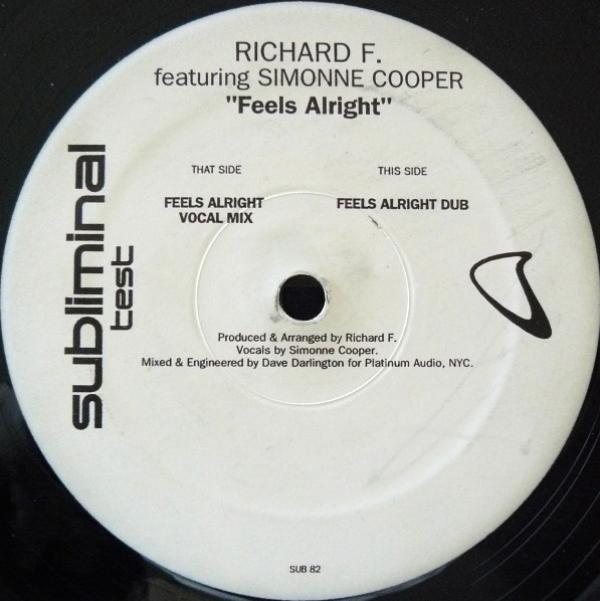 RICHARD F.
featuring SIMONNE COOPER
"Feels Alright"
THAT SIDE
FEELS ALRIGHT
VOCAL MIX
THIS SIDE
FEELS ALRIGHT DUB
subliminal
test
Produced & Arranged by Richard F.
Vocals by Simonne Cooper.
Mixed & Engineered by Dave Darlington for Platinum Audio, NYC.
SUB 82